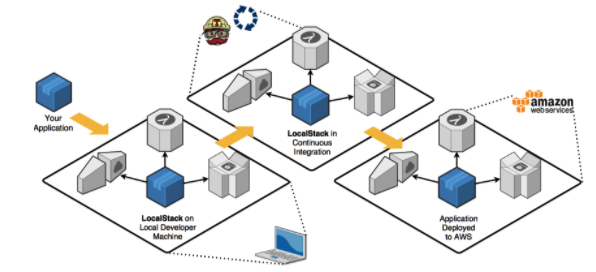 Your
Application
LocalStack on
Local Developer
Machine
LocalStack in
Continuous
Integration
amazon
webservices
Application
Deployed
to AWS